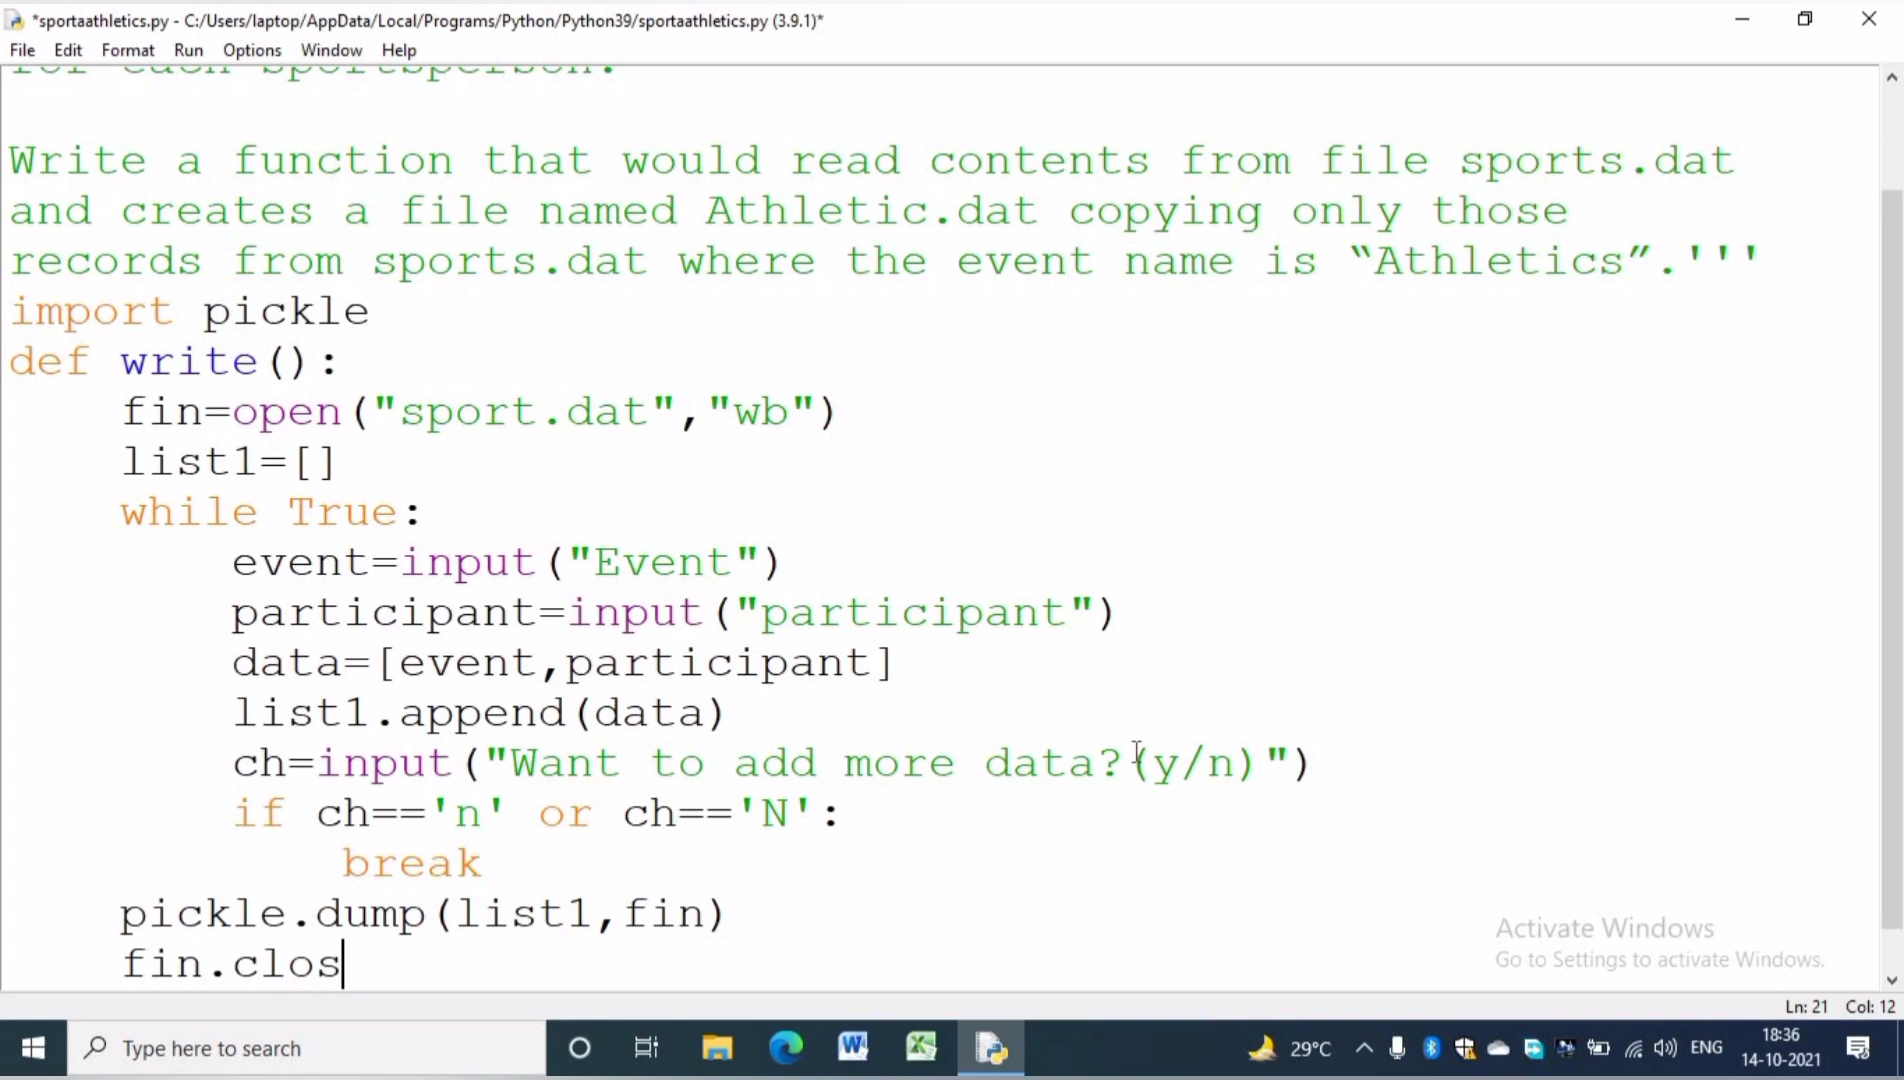 *sportaathletics.py - C:/Users/laptop/AppData/Local/Programs/Python/Python39/sportaathletics.py (3.9.1)*
File Edit Format Run Options Window Help
for each sportsperson.
Write a function that would read contents from file sports.dat
and creates a file named Athletic.dat copying only those
records from sports.dat where the event name is “Athletics”.'''
import pickle
def write():
    fin=open("sport.dat","wb")
    list1=[]
    while True:
        event=input("Event")
        participant=input("participant")
        data=[event,participant]
        list1.append(data)
        ch=input("Want to add more data?(y/n)")
        if ch=='n' or ch=='N':
            break
    pickle.dump(list1,fin)
    fin.clos
Activate Windows
Go to Settings to activate Windows.
Ln: 21 Col: 12
Type here to search
29°C
ENG
18:36
14-10-2021